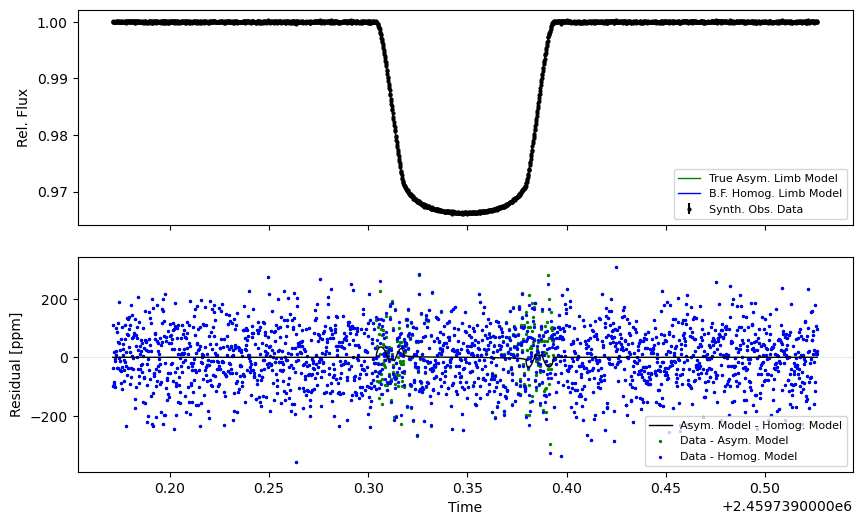 1.00
0.99
0.98
0.97
Rel. Flux
True Asym. Limb Model
B.F. Homog. Limb Model
Synth. Obs. Data
200
0
−200
Residual [ppm]
Asym. Model - Homog. Model
Data - Asym. Model
Data - Homog. Model
0.20 0.25 0.30 0.35 0.40 0.45 0.50
Time
+2.4597390000e6